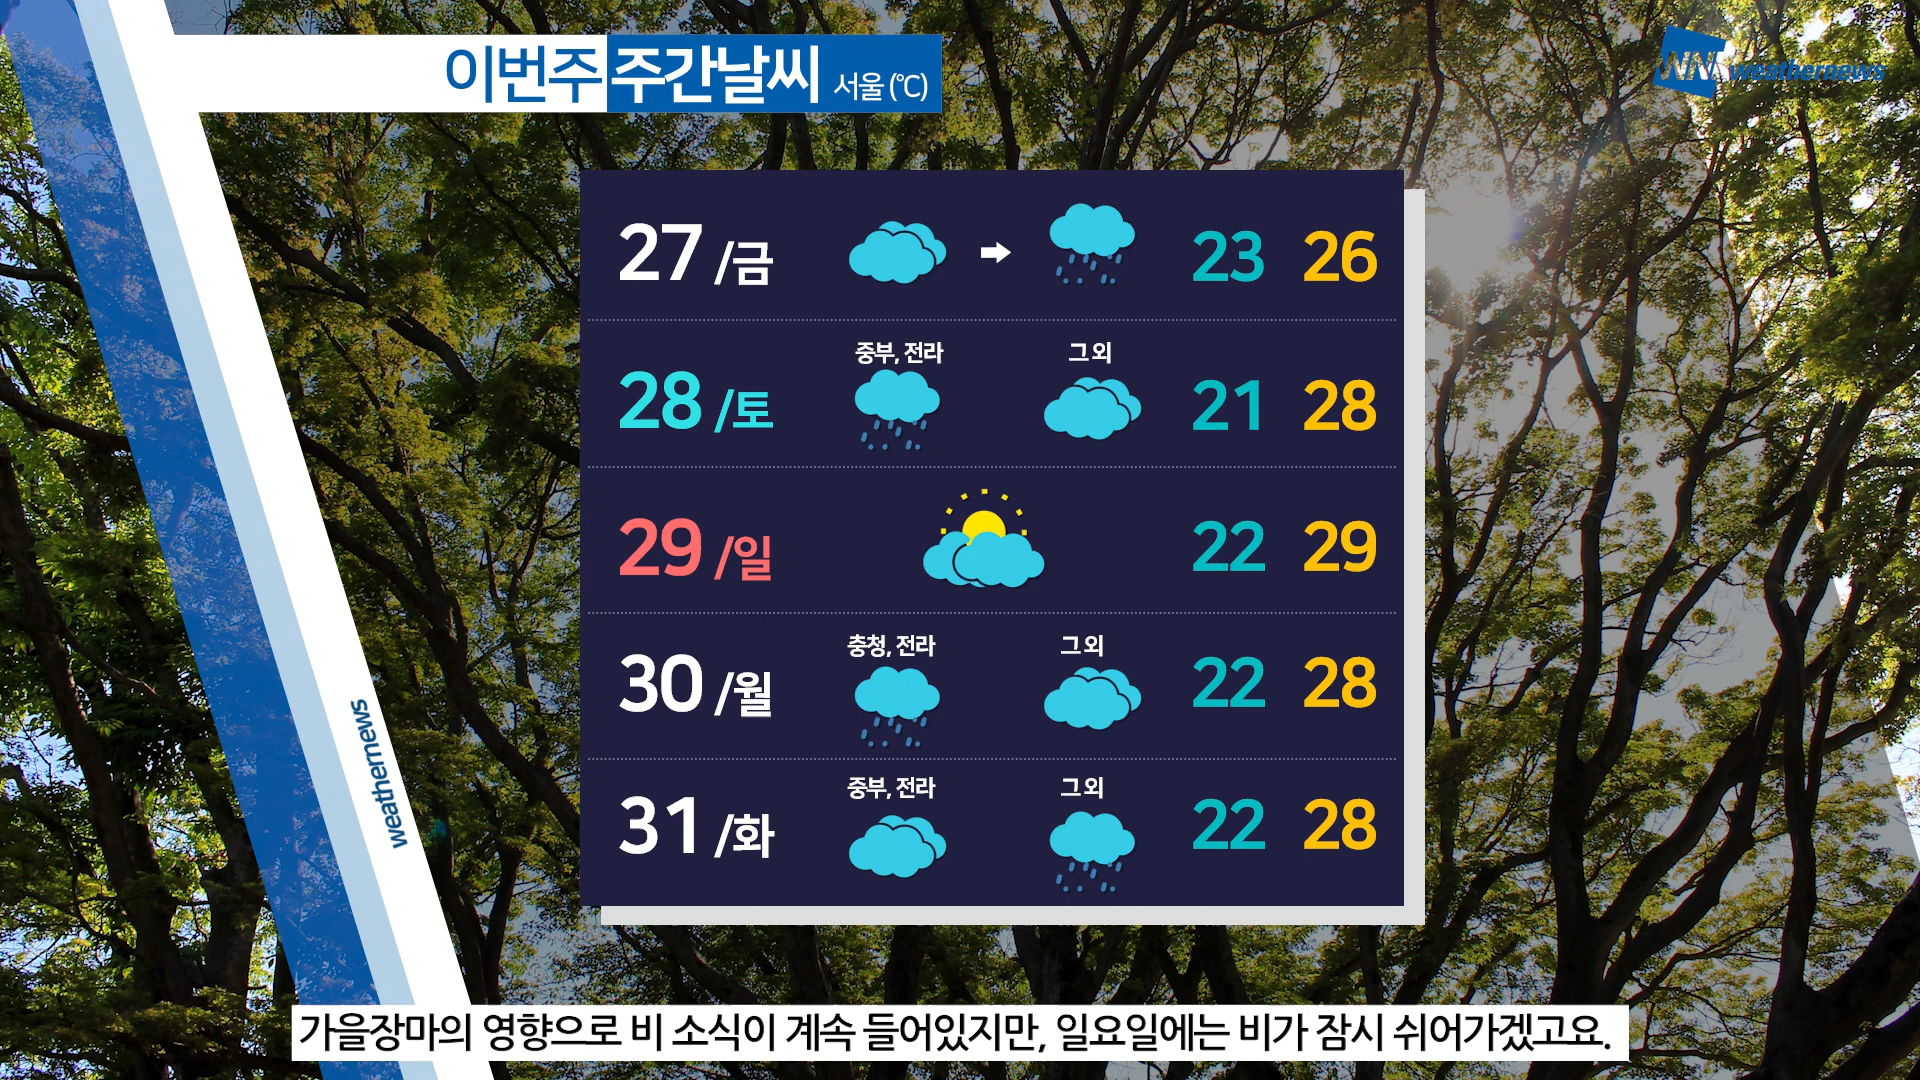 이번주 주간날씨 서울 (℃)
WN weathernews
27 /금 23 26
중부, 전라 그 외
28 /토 21 28
29 /일 22 29
충청, 전라 그 외
30 /월 22 28
중부, 전라 그 외
31 /화 22 28
weathernews
가을장마의 영향으로 비 소식이 계속 들어있지만, 일요일에는 비가 잠시 쉬어가겠고요.